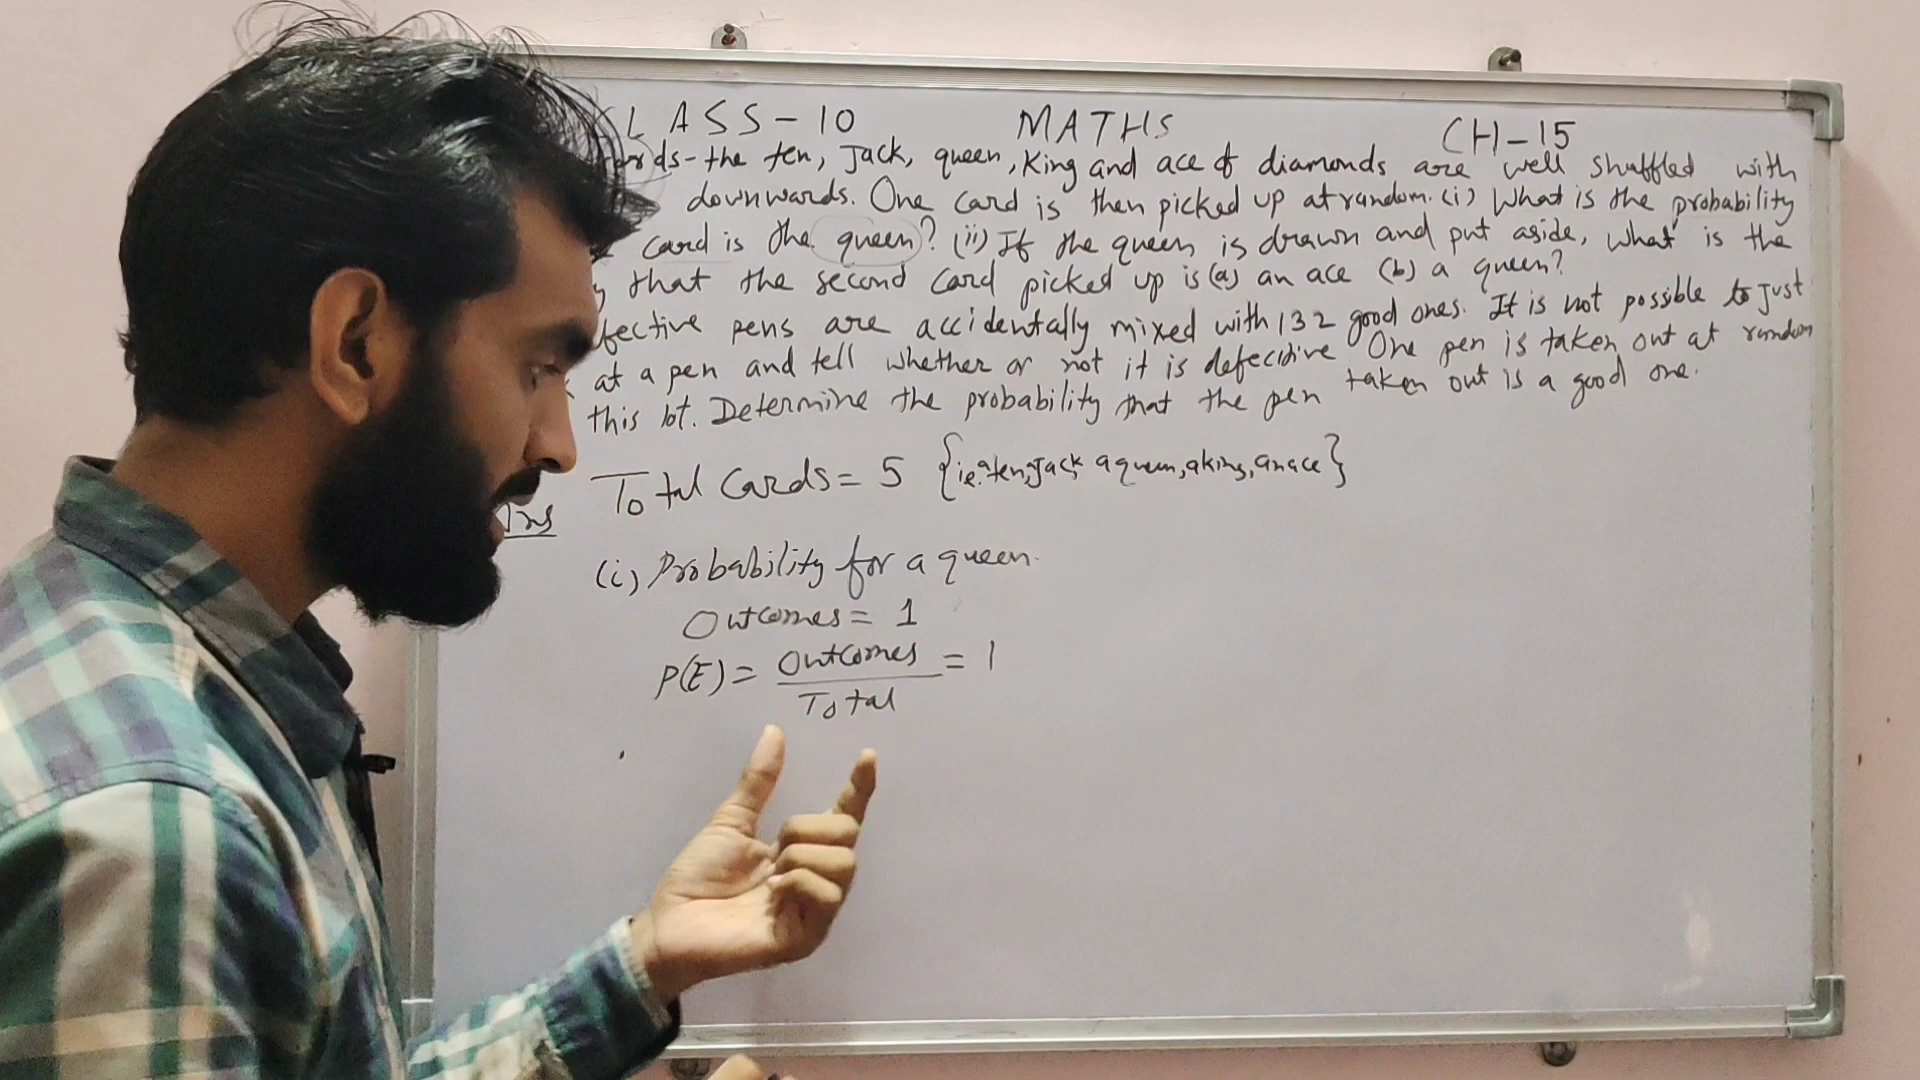 LASS-10 MATHS CH-15
rds-the ten, Jack, queen, King and ace of diamonds are well shuffled with
downwards. One card is then picked up at random. (i) What is the probability
card is the queen? (ii) If the queen is drawn and put aside, what is the
y that the second card picked up is (a) an ace (b) a queen?
fective pens are accidentally mixed with 132 good ones. It is not possible to just
at a pen and tell whether or not it is defective One pen is taken out at random
this lot. Determine the probability that the pen taken out is a good one.
Ans Total Cards = 5 {i.e. a ten, a Jack, a queen, a king, an ace}
(i) Probability for a queen.
Outcomes = 1
P(E) = Outcomes / Total = 1